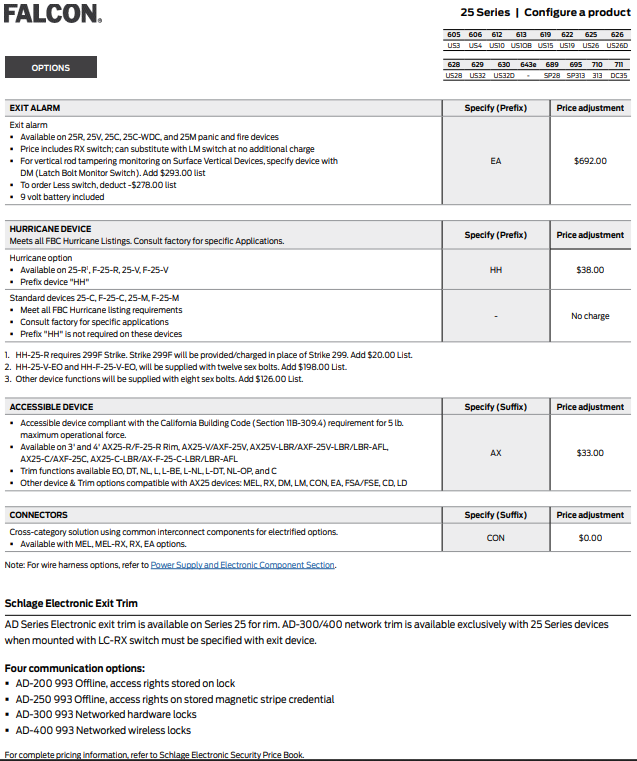 FALCON®
25 Series | Configure a product
605 606 612 613 619 622 625 626
US3 US4 US10 US10B US15 US19 US26 US26D
628 629 630 643e 689 695 710 711
US28 US32 US32D - SP28 SP313 313 DC35
OPTIONS
EXIT ALARM Specify (Prefix) Price adjustment
Exit alarm
▪ Available on 25R, 25V, 25C, 25C-WDC, and 25M panic and fire devices
▪ Price includes RX switch; can substitute with LM switch at no additional charge
▪ For vertical rod tampering monitoring on Surface Vertical Devices, specify device with
DM (Latch Bolt Monitor Switch). Add $293.00 list
▪ To order Less switch, deduct -$278.00 list
▪ 9 volt battery included
EA $692.00
HURRICANE DEVICE Specify (Prefix) Price adjustment
Meets all FBC Hurricane Listings. Consult factory for specific Applications.
Hurricane option
▪ Available on 25-R¹, F-25-R, 25-V, F-25-V
▪ Prefix device "HH"
HH $38.00
Standard devices 25-C, F-25-C, 25-M, F-25-M
▪ Meet all FBC Hurricane listing requirements
▪ Consult factory for specific applications
▪ Prefix "HH" is not required on these devices
- No charge
1. HH-25-R requires 299F Strike. Strike 299F will be provided/charged in place of Strike 299. Add $20.00 List.
2. HH-25-V-EO and HH-F-25-V-EO, will be supplied with twelve sex bolts. Add $198.00 List.
3. Other device functions will be supplied with eight sex bolts. Add $126.00 List.
ACCESSIBLE DEVICE Specify (Suffix) Price adjustment
▪ Accessible device compliant with the California Building Code (Section 11B-309.4) requirement for 5 lb.
maximum operational force.
▪ Available on 3' and 4' AX25-R/F-25-R Rim, AX25-V/AXF-25V, AX25V-LBR/AXF-25V-LBR/LBR-AFL,
AX25-C/AXF-25C, AX25-C-LBR/AX-F-25-C-LBR/LBR-AFL
▪ Trim functions available EO, DT, NL, L, L-BE, L-NL, L-DT, NL-OP, and C
▪ Other device & Trim options compatible with AX25 devices: MEL, RX, DM, LM, CON, EA, FSA/FSE, CD, LD
AX $33.00
CONNECTORS Specify (Suffix) Price adjustment
Cross-category solution using common interconnect components for electrified options.
▪ Available with MEL, MEL-RX, RX, EA options.
CON $0.00
Note: For wire harness options, refer to Power Supply and Electronic Component Section.
Schlage Electronic Exit Trim
AD Series Electronic exit trim is available on Series 25 for rim. AD-300/400 network trim is available exclusively with 25 Series devices
when mounted with LC-RX switch must be specified with exit device.
Four communication options:
▪ AD-200 993 Offline, access rights stored on lock
▪ AD-250 993 Offline, access rights on stored magnetic stripe credential
▪ AD-300 993 Networked hardware locks
▪ AD-400 993 Networked wireless locks
For complete pricing information, refer to Schlage Electronic Security Price Book.